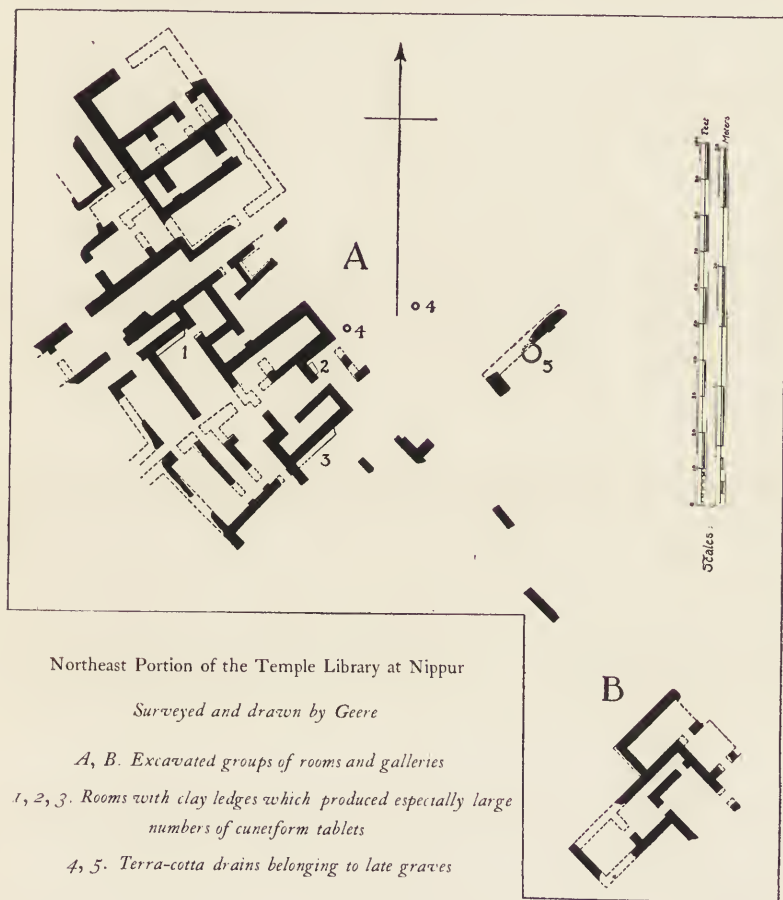 A
4
4
5
1
2
3
Feet
Meters
Scales:
B
Northeast Portion of the Temple Library at Nippur
Surveyed and drawn by Geere
A, B. Excavated groups of rooms and galleries
1, 2, 3. Rooms with clay ledges which produced especially large
numbers of cuneiform tablets
4, 5. Terra-cotta drains belonging to late graves